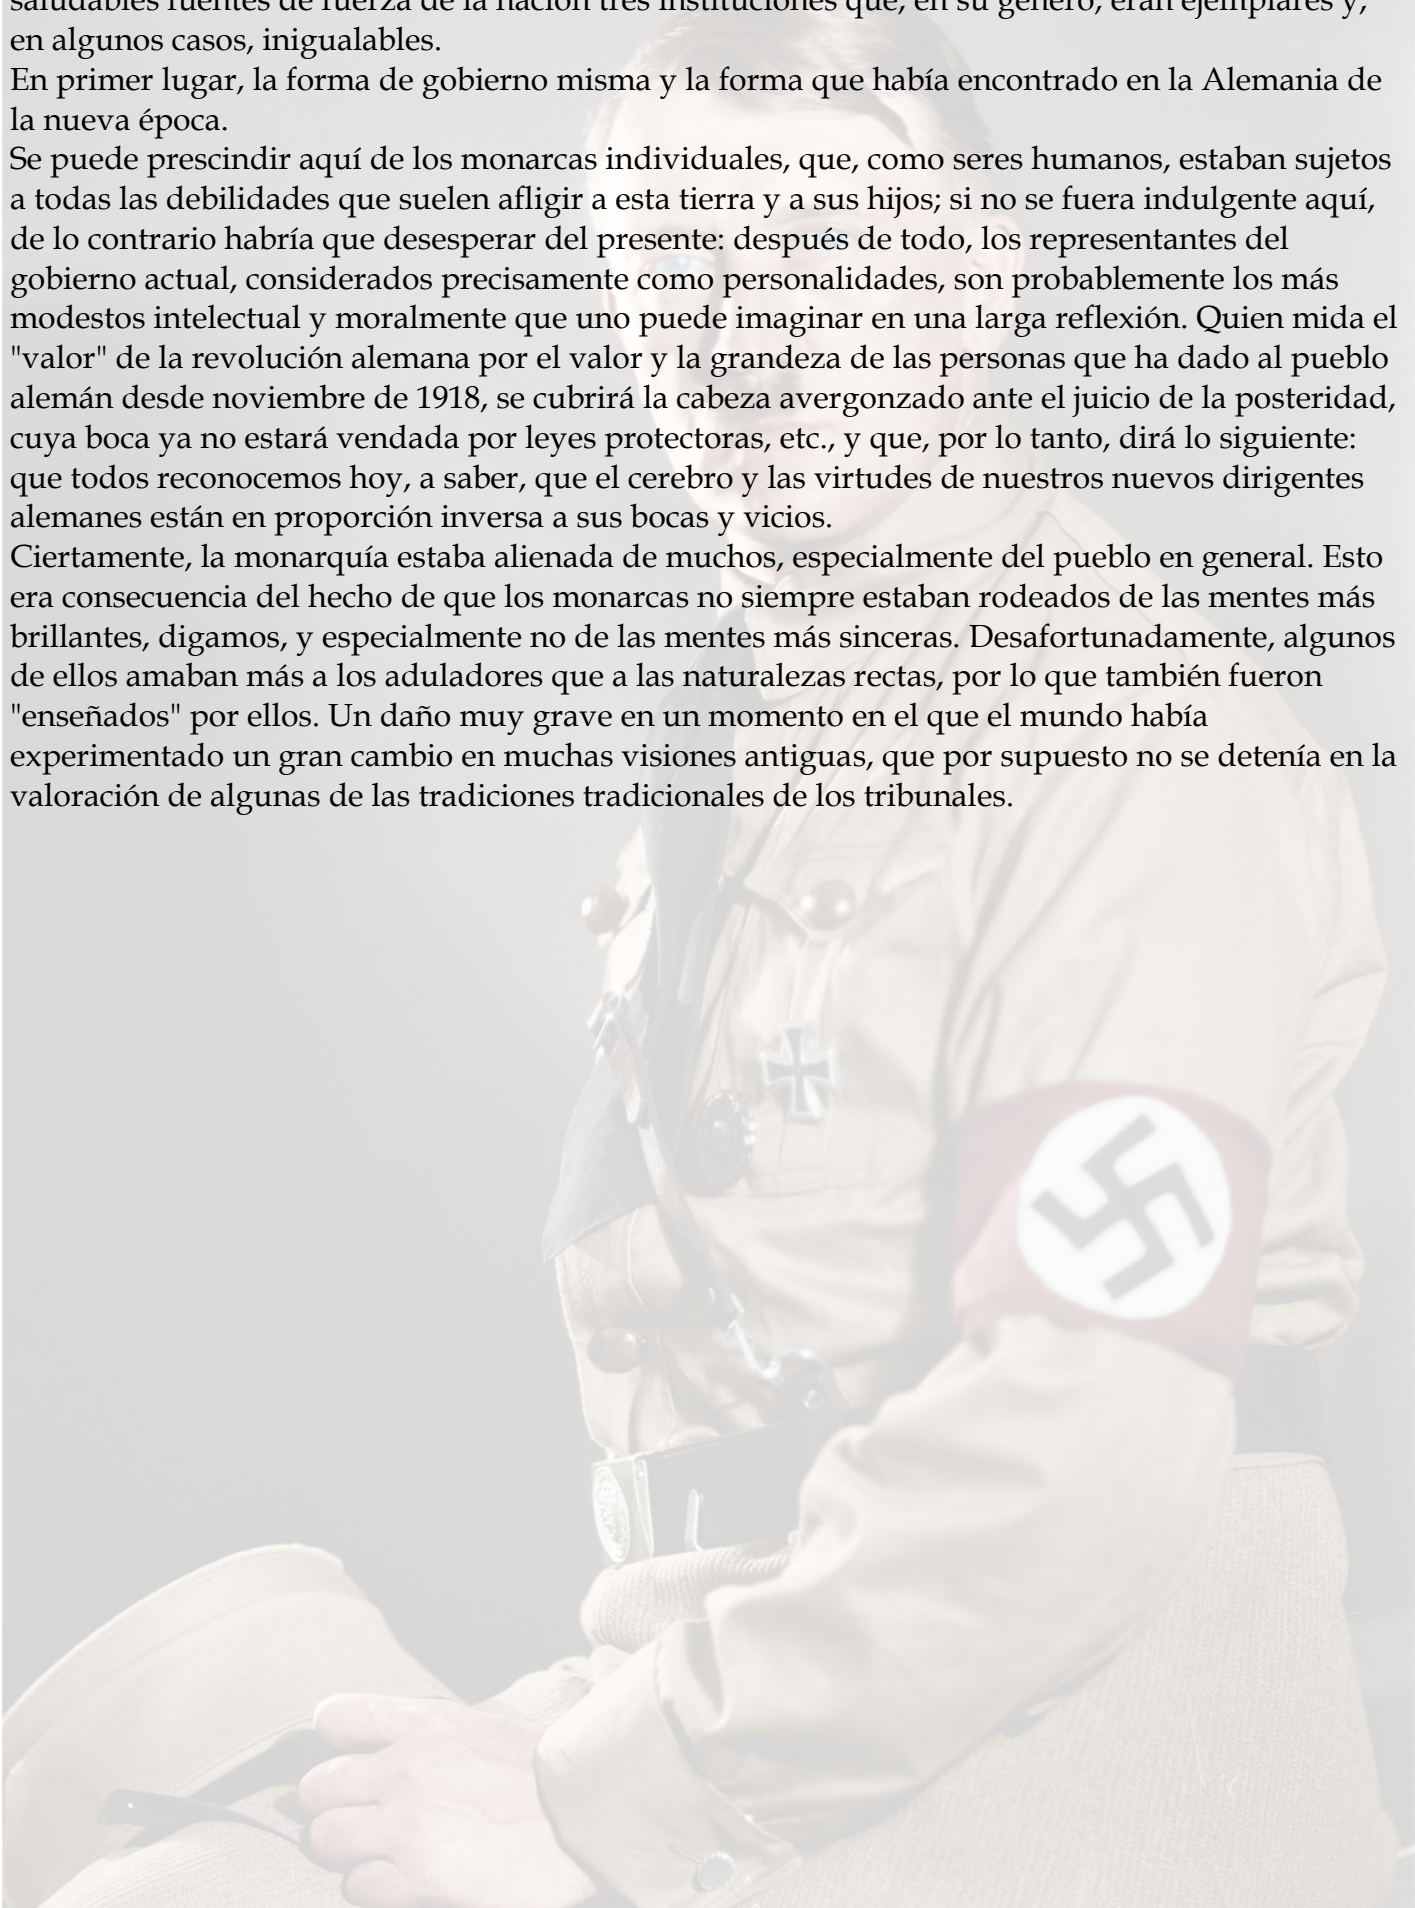 saludables fuentes de fuerza de la nación tres instituciones que, en su género, eran ejemplares y,
en algunos casos, inigualables.
En primer lugar, la forma de gobierno misma y la forma que había encontrado en la Alemania de
la nueva época.
Se puede prescindir aquí de los monarcas individuales, que, como seres humanos, estaban sujetos
a todas las debilidades que suelen afligir a esta tierra y a sus hijos; si no se fuera indulgente aquí,
de lo contrario habría que desesperar del presente: después de todo, los representantes del
gobierno actual, considerados precisamente como personalidades, son probablemente los más
modestos intelectual y moralmente que uno puede imaginar en una larga reflexión. Quien mida el
"valor" de la revolución alemana por el valor y la grandeza de las personas que ha dado al pueblo
alemán desde noviembre de 1918, se cubrirá la cabeza avergonzado ante el juicio de la posteridad,
cuya boca ya no estará vendada por leyes protectoras, etc., y que, por lo tanto, dirá lo siguiente:
que todos reconocemos hoy, a saber, que el cerebro y las virtudes de nuestros nuevos dirigentes
alemanes están en proporción inversa a sus bocas y vicios.
Ciertamente, la monarquía estaba alienada de muchos, especialmente del pueblo en general. Esto
era consecuencia del hecho de que los monarcas no siempre estaban rodeados de las mentes más
brillantes, digamos, y especialmente no de las mentes más sinceras. Desafortunadamente, algunos
de ellos amaban más a los aduladores que a las naturalezas rectas, por lo que también fueron
"enseñados" por ellos. Un daño muy grave en un momento en el que el mundo había
experimentado un gran cambio en muchas visiones antiguas, que por supuesto no se detenía en la
valoración de algunas de las tradiciones tradicionales de los tribunales.